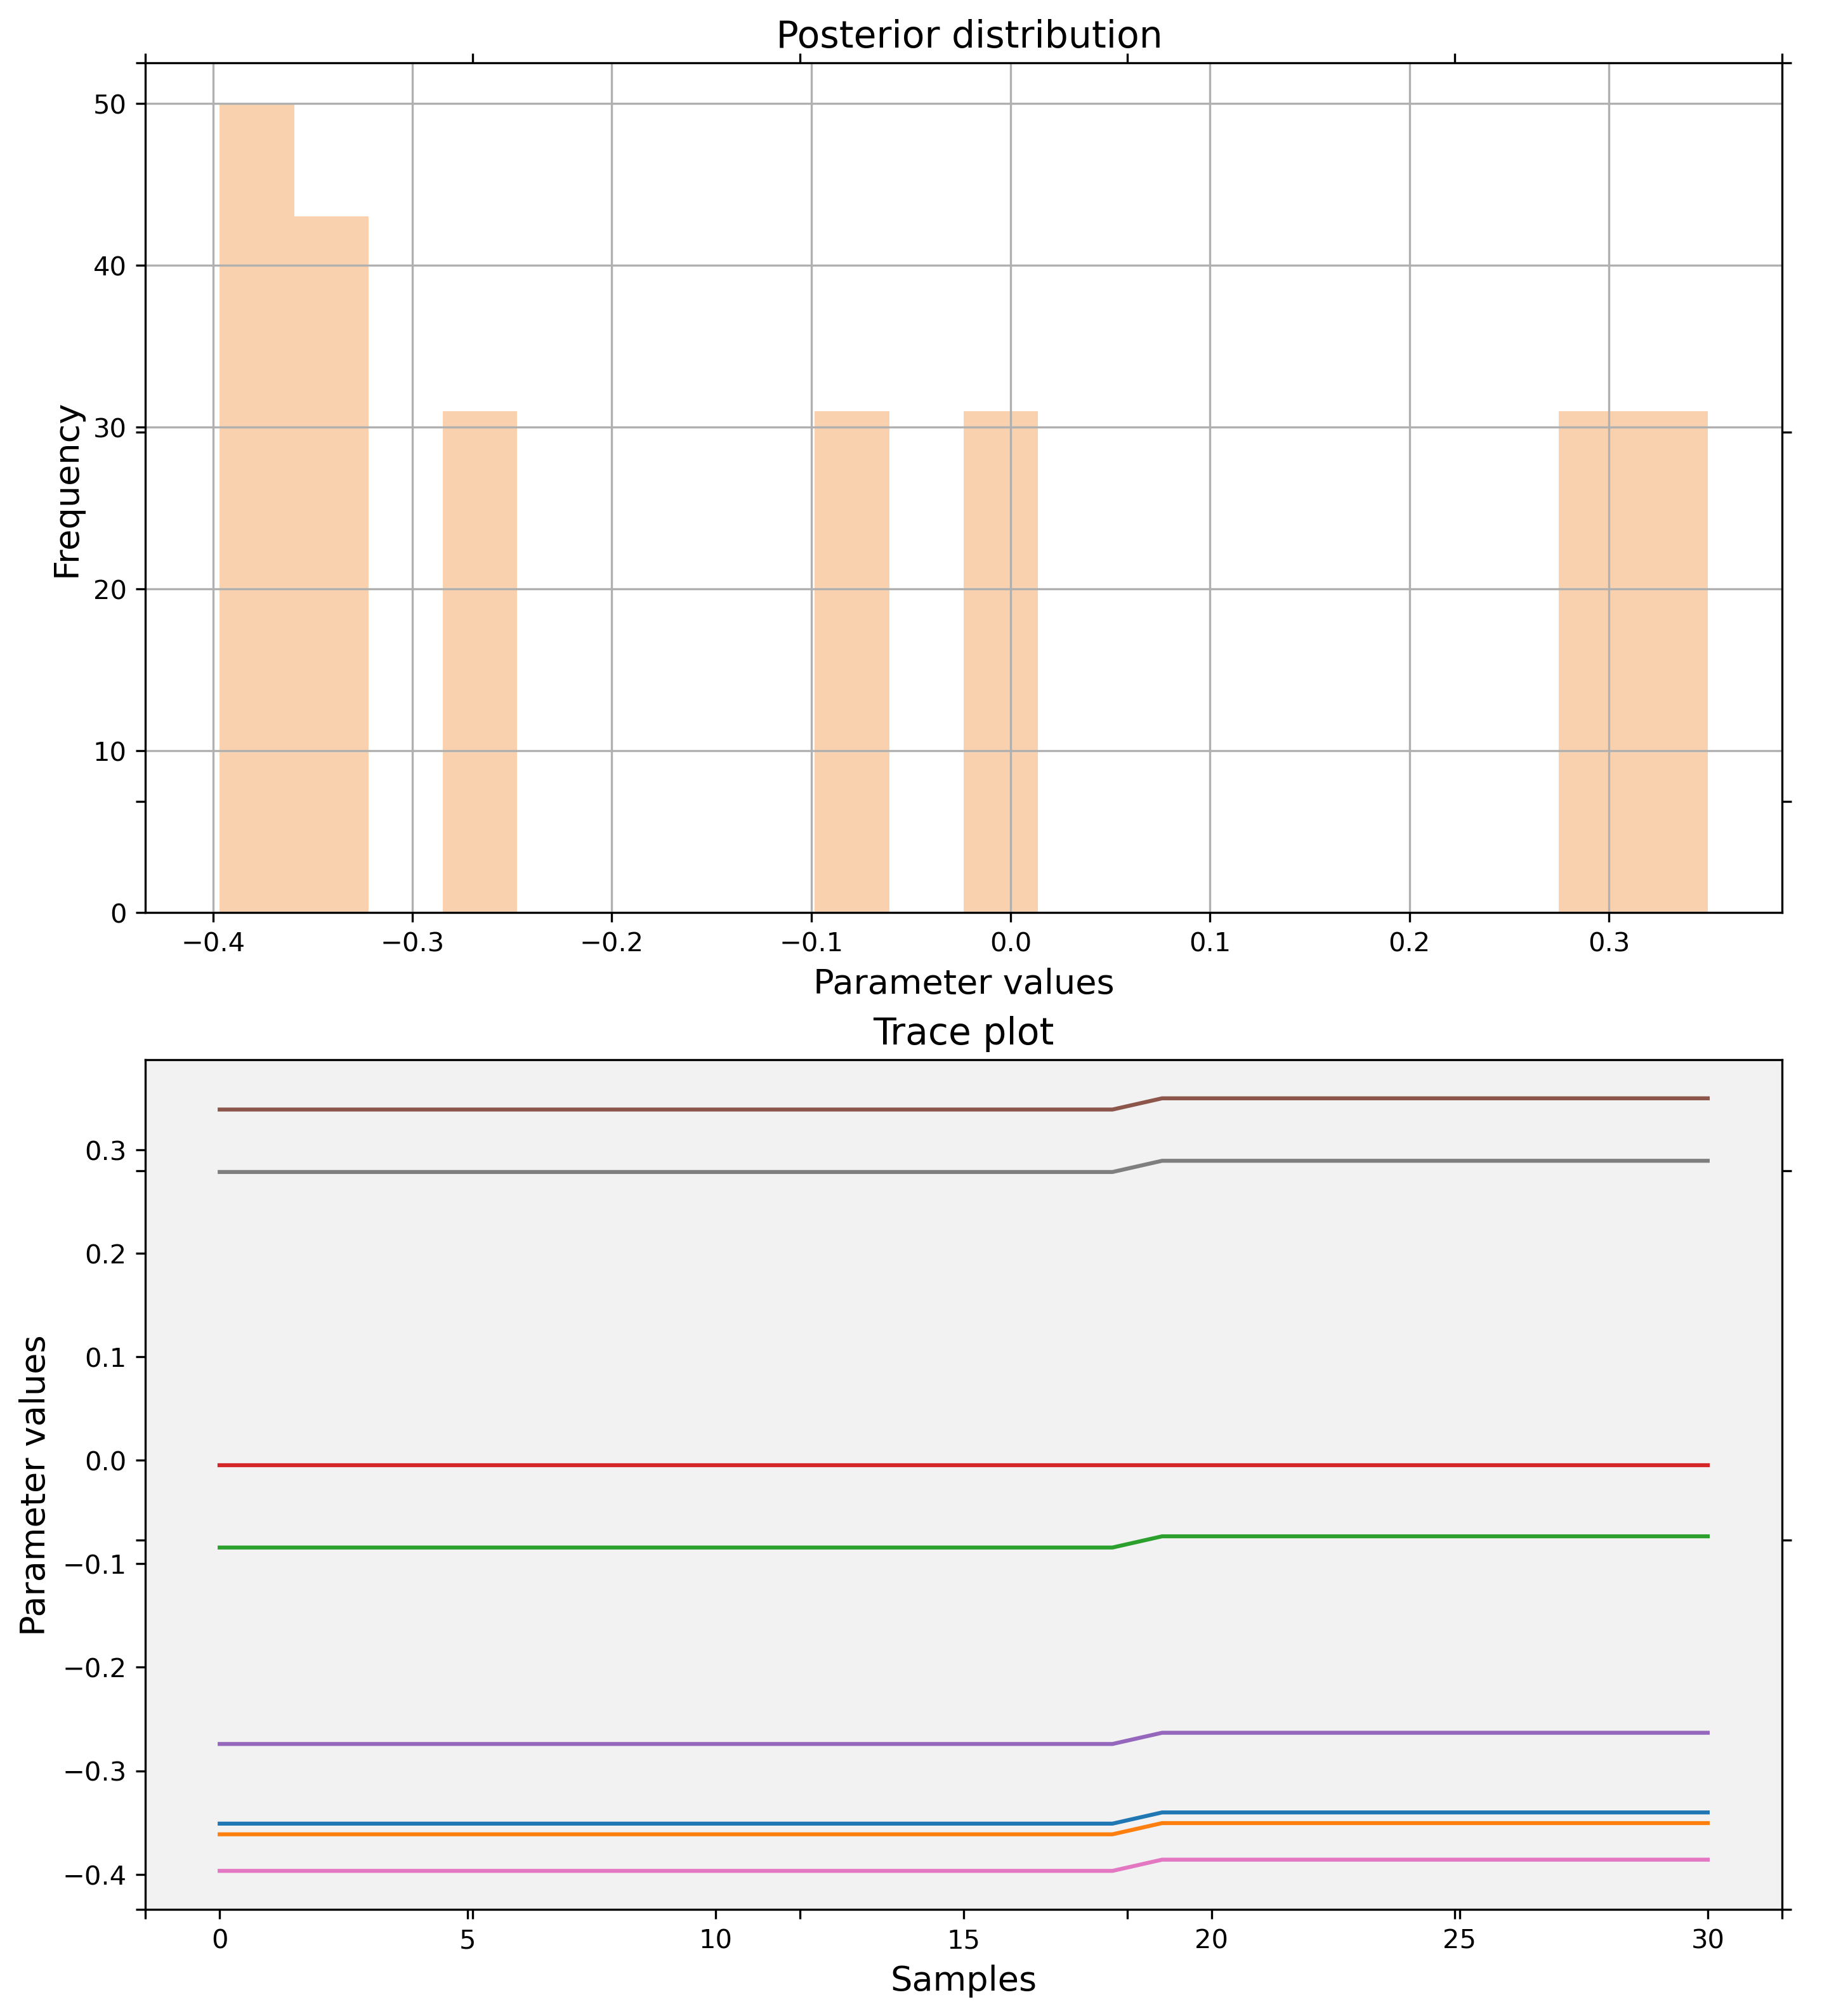 Posterior distribution
50
40
30
20
10
0
Frequency
−0.4 −0.3 −0.2 −0.1 0.0 0.1 0.2 0.3
Parameter values
Trace plot
0.3
0.2
0.1
0.0
−0.1
−0.2
−0.3
−0.4
Parameter values
0 5 10 15 20 25 30
Samples